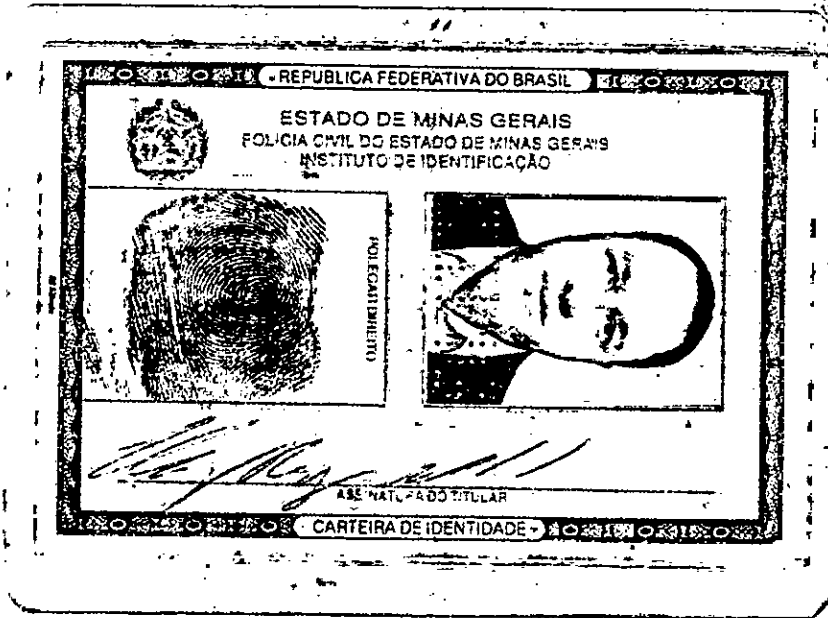 REPUBLICA FEDERATIVA DO BRASIL
ESTADO DE MINAS GERAIS
POLICIA CIVIL DO ESTADO DE MINAS GERAIS
INSTITUTO DE IDENTIFICAÇÃO
POLEGAR DIREITO
ASSINATURA DO TITULAR
CARTEIRA DE IDENTIDADE